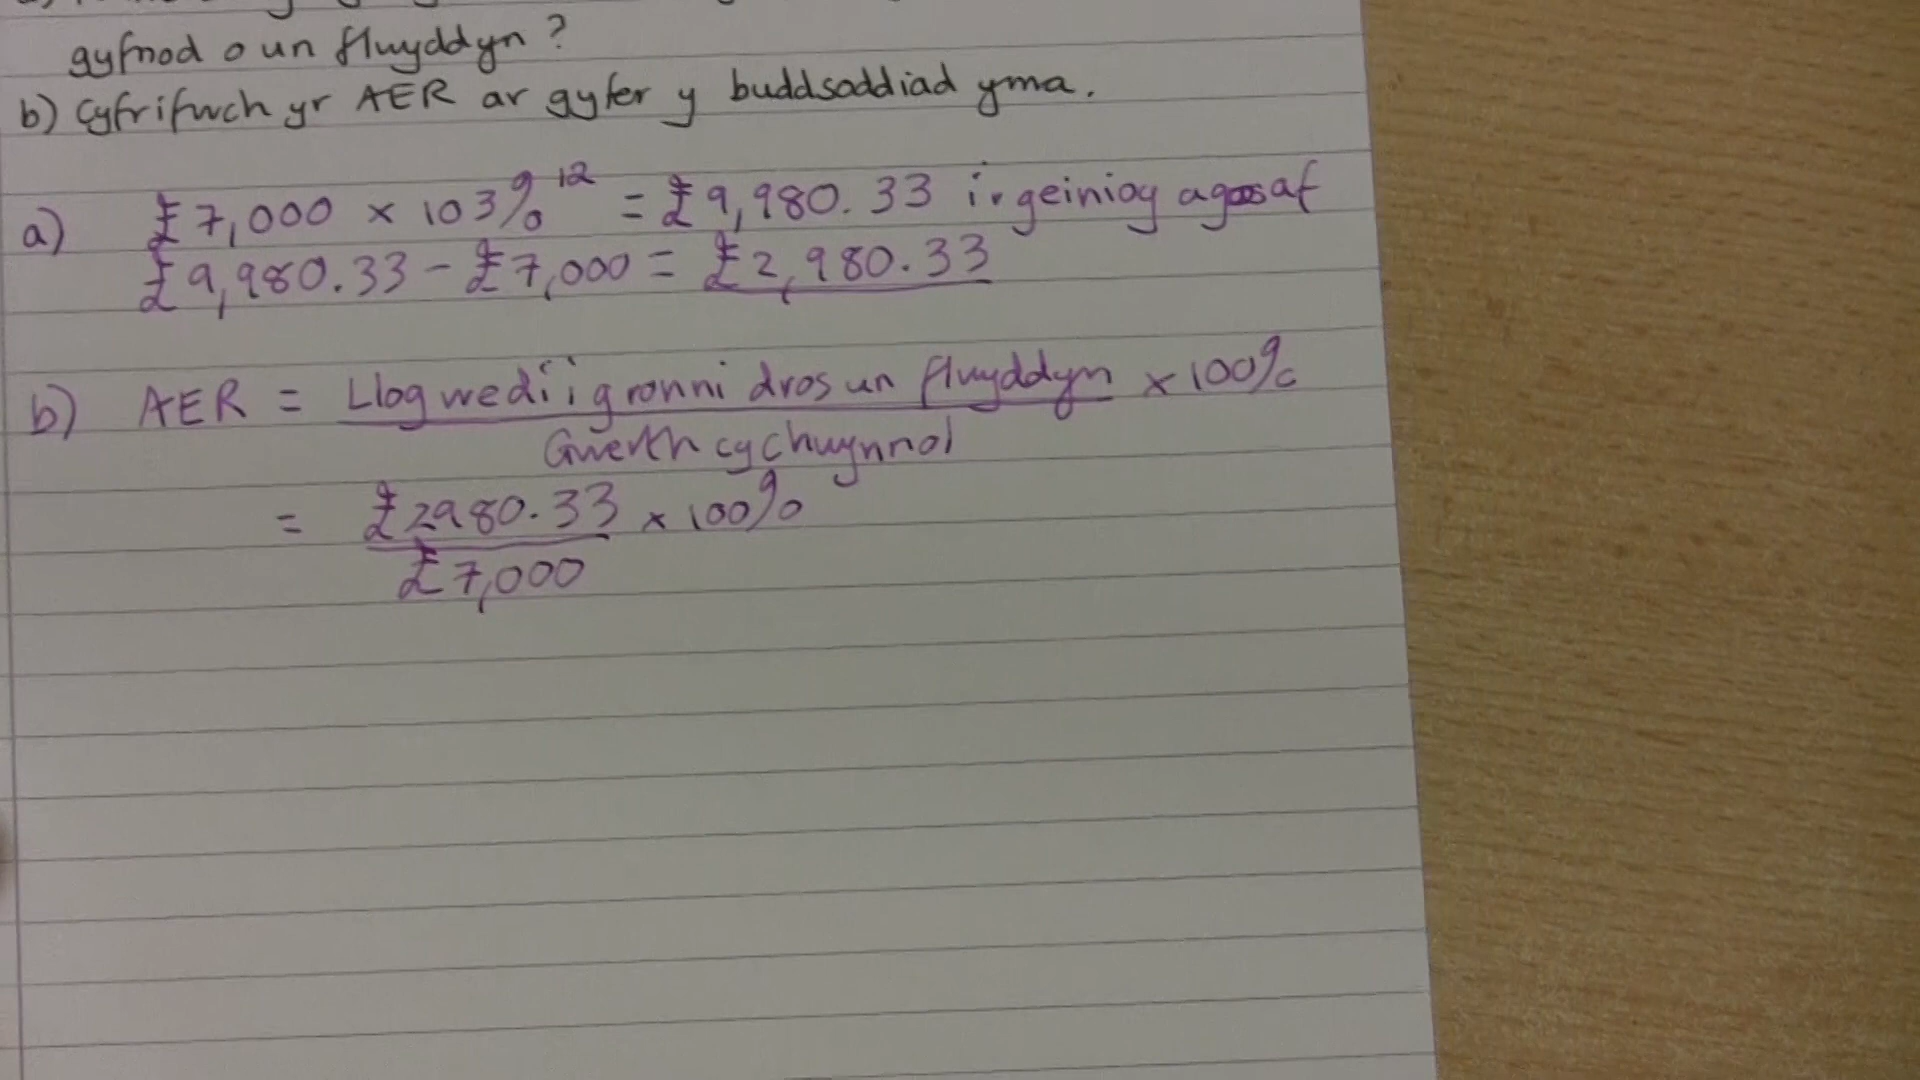 gyfnod o un flwyddyn?
b) Cyfrifwch yr AER ar gyfer y buddsoddiad yma.
a) £7,000 × 103%¹² = £9,980.33 i'r geiniog agosaf
£9,980.33 - £7,000 = £2,980.33
b) AER = Llog wedi'i gronni dros un flwyddyn × 100%
Gwerth cychwynnol
= £2980.33 × 100%
£7,000